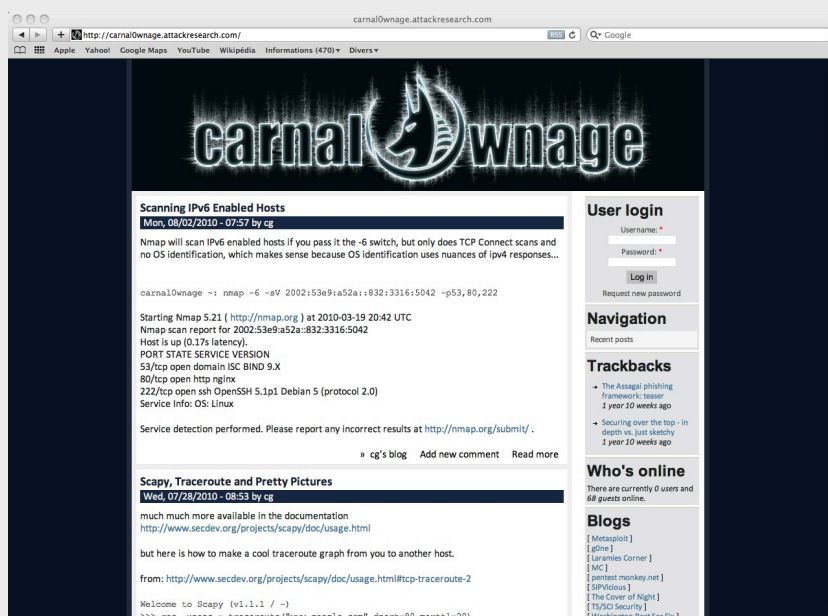 carnal0wnage.attackresearch.com
http://carnal0wnage.attackresearch.com/
RSS
Google
Apple Yahoo! Google Maps YouTube Wikipédia Informations (470) Divers
carnal0wnage
Scanning IPv6 Enabled Hosts
Mon, 08/02/2010 - 07:57 by cg
Nmap will scan IPv6 enabled hosts if you pass it the -6 switch, but only does TCP Connect scans and
no OS identification, which makes sense because OS identification uses nuances of ipv4 responses...
carnal0wnage ~: nmap -6 -sV 2002:53e9:a52a::832:3316:5042 -p53,80,222
Starting Nmap 5.21 ( http://nmap.org ) at 2010-03-19 20:42 UTC
Nmap scan report for 2002:53e9:a52a::832:3316:5042
Host is up (0.17s latency).
PORT STATE SERVICE VERSION
53/tcp open domain ISC BIND 9.X
80/tcp open http nginx
222/tcp open ssh OpenSSH 5.1p1 Debian 5 (protocol 2.0)
Service Info: OS: Linux
Service detection performed. Please report any incorrect results at http://nmap.org/submit/ .
» cg's blog Add new comment Read more
Scapy, Traceroute and Pretty Pictures
Wed, 07/28/2010 - 08:53 by cg
much much more available in the documentation
http://www.secdev.org/projects/scapy/doc/usage.html
but here is how to make a cool traceroute graph from you to another host.
from: http://www.secdev.org/projects/scapy/doc/usage.html#tcp-traceroute-2
Welcome to Scapy (v1.1.1 / -)
User login
Username: *
Password: *
Log in
Request new password
Navigation
Recent posts
Trackbacks
The Assagai phishing
framework: teaser
1 year 10 weeks ago
Securing over the top - in
depth vs. just sketchy
1 year 10 weeks ago
Who's online
There are currently 0 users and
68 guests online.
Blogs
[ Metasploit ]
[ g0ne ]
[ Laramies Corner ]
[ MC ]
[ pentest monkey.net ]
[ SIPVicious ]
[ The Cover of Night ]
[ TS/SCI Security ]